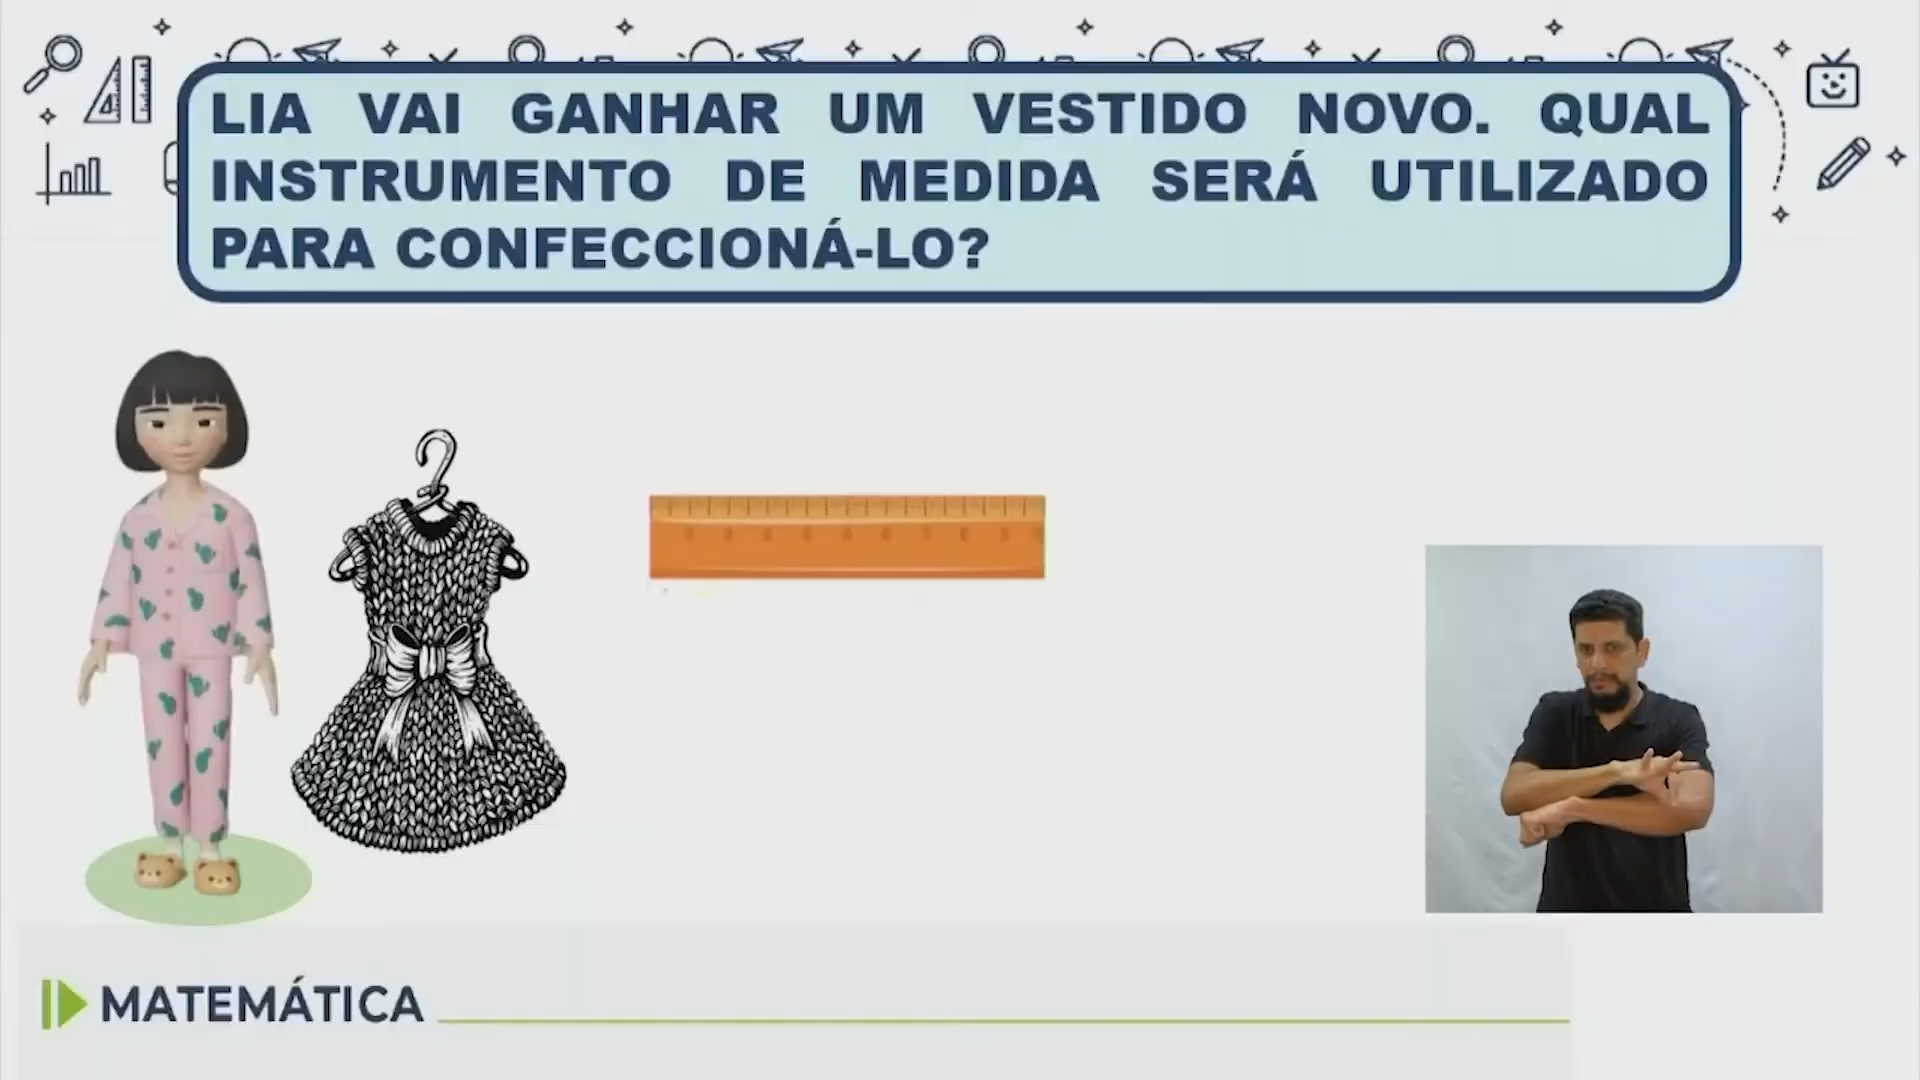 LIA VAI GANHAR UM VESTIDO NOVO. QUAL
INSTRUMENTO DE MEDIDA SERÁ UTILIZADO
PARA CONFECCIONÁ-LO?
MATEMÁTICA